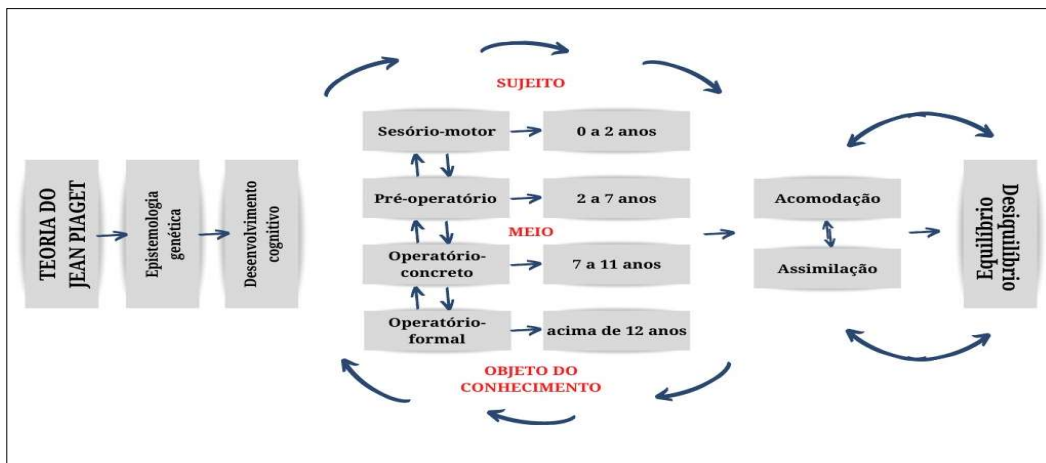 TEORIA DO
JEAN PIAGET
Epistemologia
genética
Desenvolvimento
cognitivo
SUJEITO
Sesório-motor
0 a 2 anos
Pré-operatório
2 a 7 anos
MEIO
Operatório-
concreto
7 a 11 anos
Operatório-
formal
acima de 12 anos
OBJETO DO
CONHECIMENTO
Acomodação
Assimilação
Equilíbrio
Desiquilíbrio